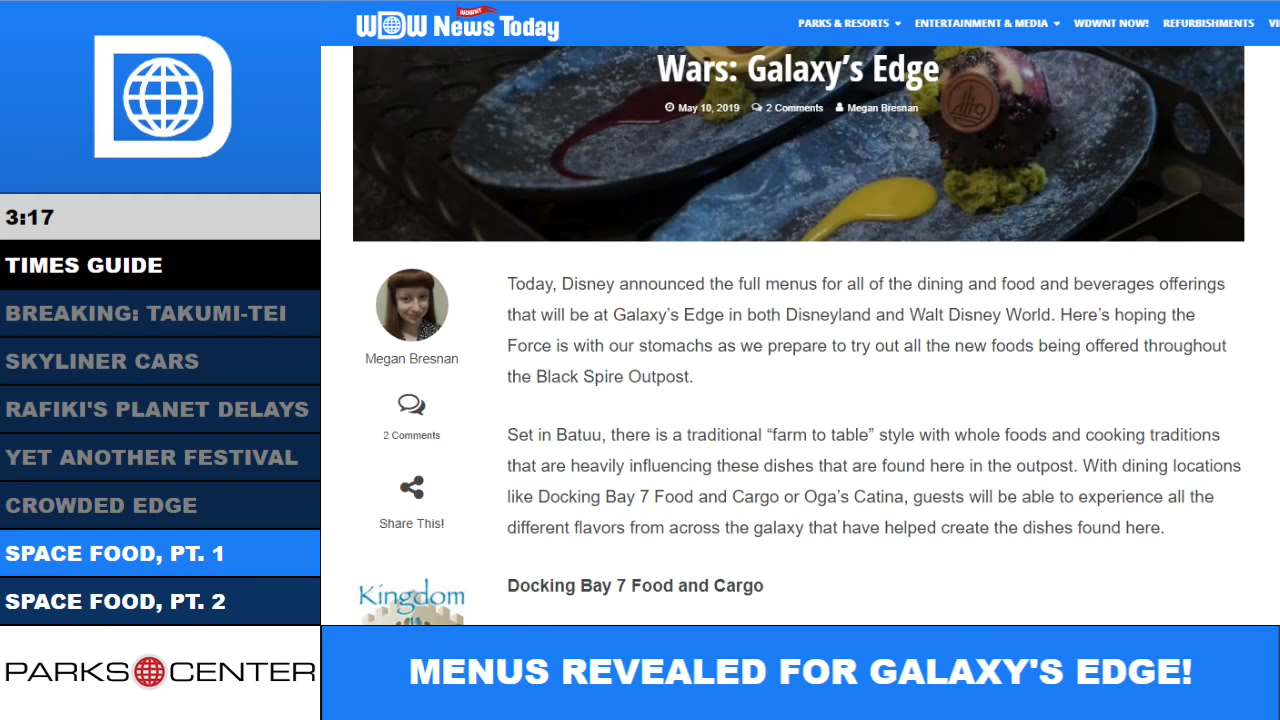 WDWNT
WDW News Today
PARKS & RESORTS
ENTERTAINMENT & MEDIA
WDWNT NOW!
REFURBISHMENTS
D
3:17
TIMES GUIDE
BREAKING: TAKUMI-TEI
SKYLINER CARS
RAFIKI'S PLANET DELAYS
YET ANOTHER FESTIVAL
CROWDED EDGE
SPACE FOOD, PT. 1
SPACE FOOD, PT. 2
PARKS CENTER
Wars: Galaxy’s Edge
May 10, 2019 2 Comments Megan Bresnan
Megan Bresnan
2 Comments
Share This!
Kingdom
Today, Disney announced the full menus for all of the dining and food and beverages offerings
that will be at Galaxy’s Edge in both Disneyland and Walt Disney World. Here’s hoping the
Force is with our stomachs as we prepare to try out all the new foods being offered throughout
the Black Spire Outpost.
Set in Batuu, there is a traditional “farm to table” style with whole foods and cooking traditions
that are heavily influencing these dishes that are found here in the outpost. With dining locations
like Docking Bay 7 Food and Cargo or Oga’s Catina, guests will be able to experience all the
different flavors from across the galaxy that have helped create the dishes found here.
Docking Bay 7 Food and Cargo
MENUS REVEALED FOR GALAXY'S EDGE!